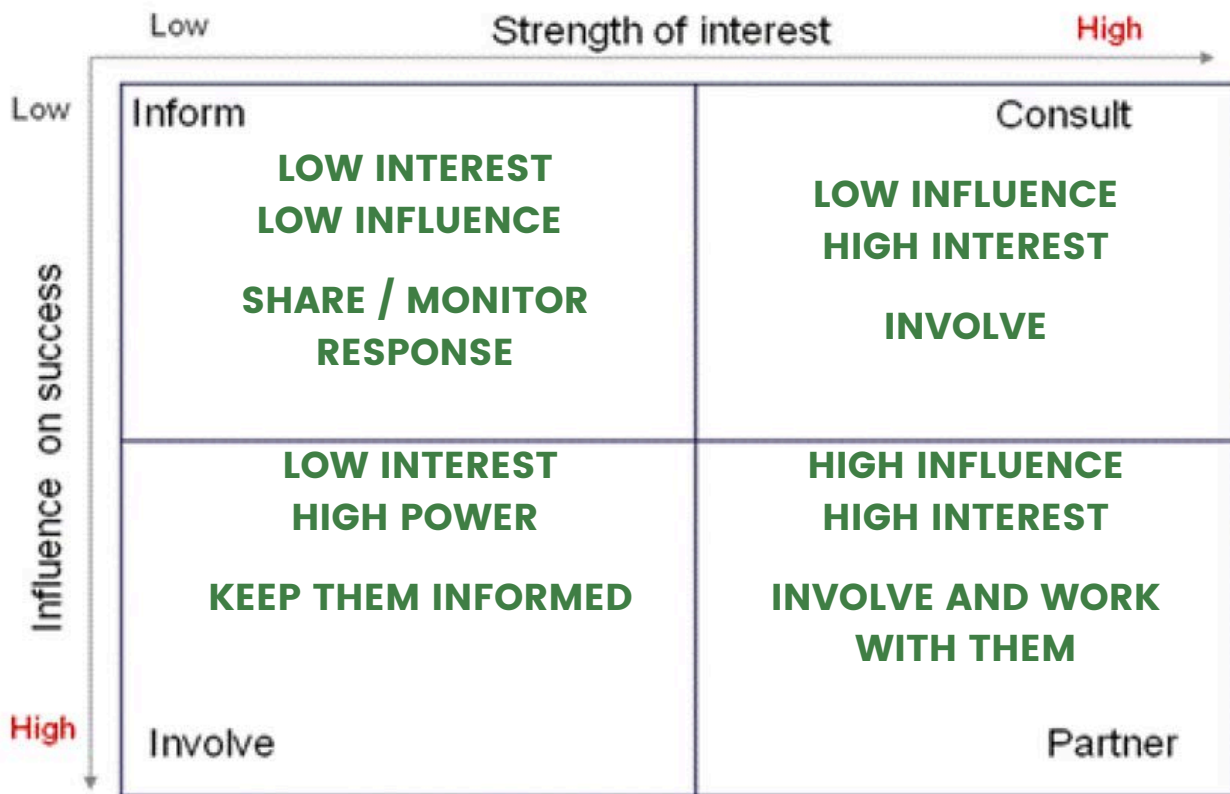 Low Strength of interest High
Low
Inform
LOW INTEREST
LOW INFLUENCE
SHARE / MONITOR
RESPONSE
Consult
LOW INFLUENCE
HIGH INTEREST
INVOLVE
Influence on success
LOW INTEREST
HIGH POWER
KEEP THEM INFORMED
Involve
HIGH INFLUENCE
HIGH INTEREST
INVOLVE AND WORK
WITH THEM
Partner
High